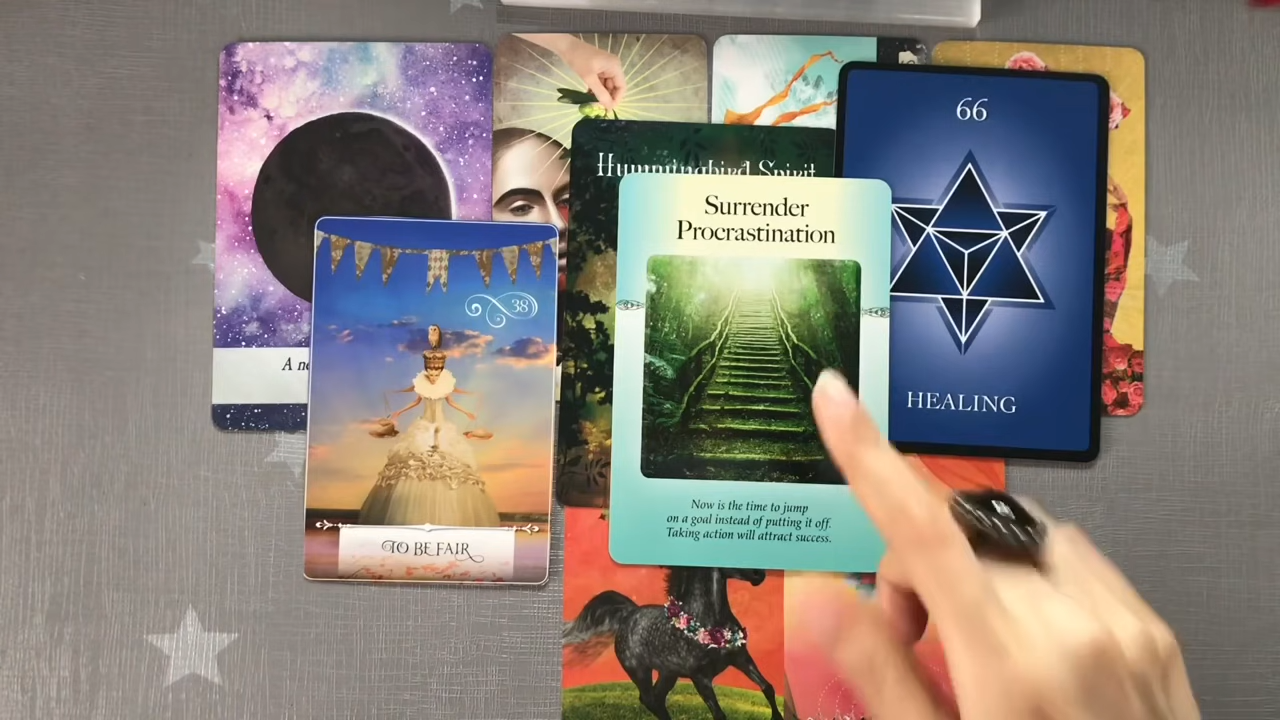 66
Hummingbird Spirit
Surrender
Procrastination
38
A
HEALING
Now is the time to jump
on a goal instead of putting it off.
Taking action will attract success.
TO BE FAIR